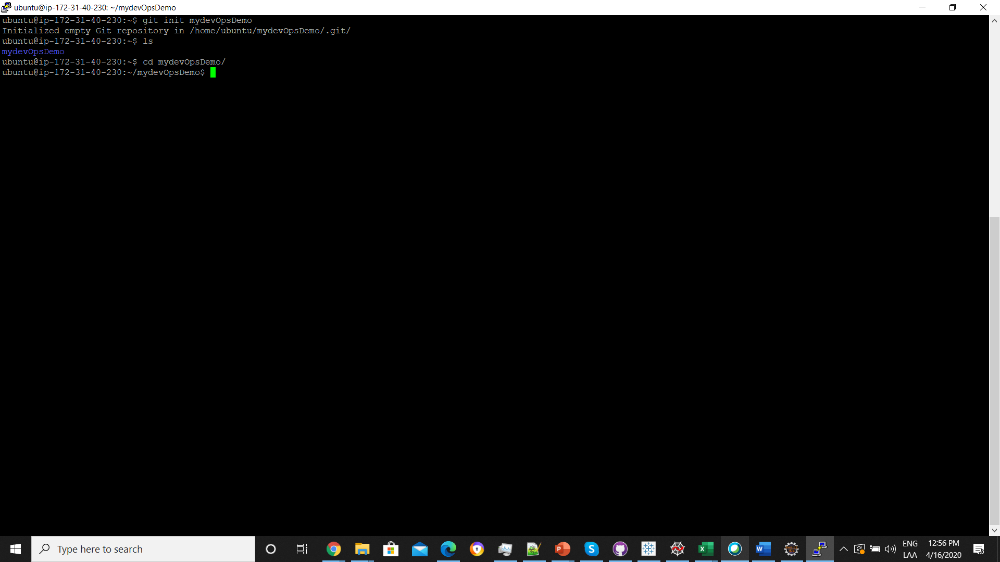 ubuntu@ip-172-31-40-230: ~/mydevOpsDemo
ubuntu@ip-172-31-40-230:~$ git init mydevOpsDemo
Initialized empty Git repository in /home/ubuntu/mydevOpsDemo/.git/
ubuntu@ip-172-31-40-230:~$ ls
mydevOpsDemo
ubuntu@ip-172-31-40-230:~$ cd mydevOpsDemo/
ubuntu@ip-172-31-40-230:~/mydevOpsDemo$
Type here to search
ENG
LAA
12:56 PM
4/16/2020